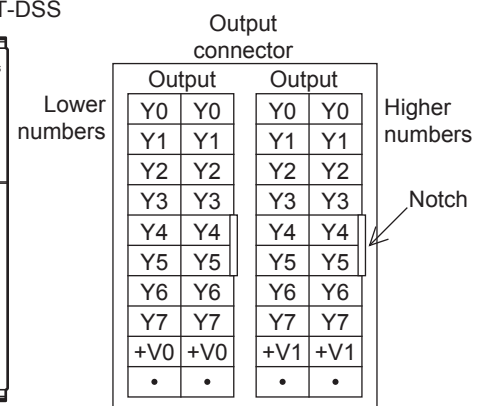 T-DSS
Output
connector
Output Output
Lower
numbers
Higher
numbers
Notch
Y0 Y0 Y0 Y0
Y1 Y1 Y1 Y1
Y2 Y2 Y2 Y2
Y3 Y3 Y3 Y3
Y4 Y4 Y4 Y4
Y5 Y5 Y5 Y5
Y6 Y6 Y6 Y6
Y7 Y7 Y7 Y7
+V0 +V0 +V1 +V1
• • • •